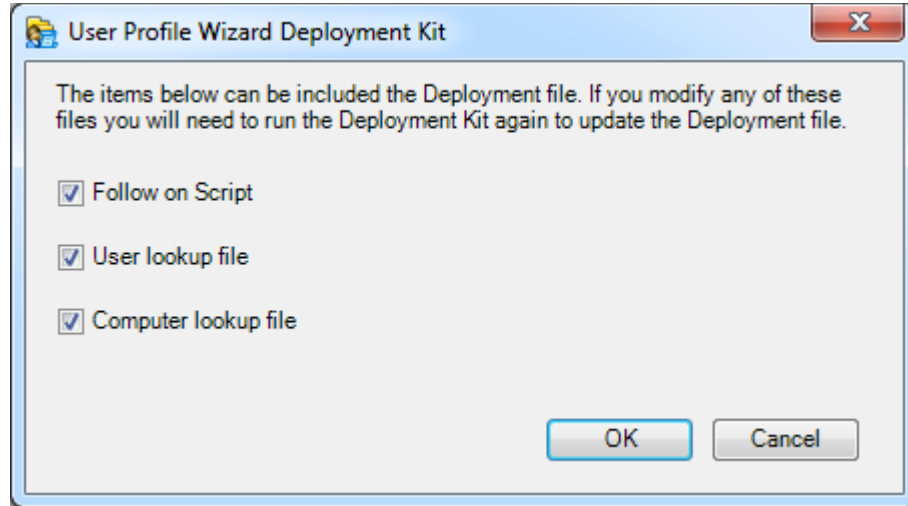 User Profile Wizard Deployment Kit
The items below can be included the Deployment file. If you modify any of these
files you will need to run the Deployment Kit again to update the Deployment file.
Follow on Script
User lookup file
Computer lookup file
OK Cancel